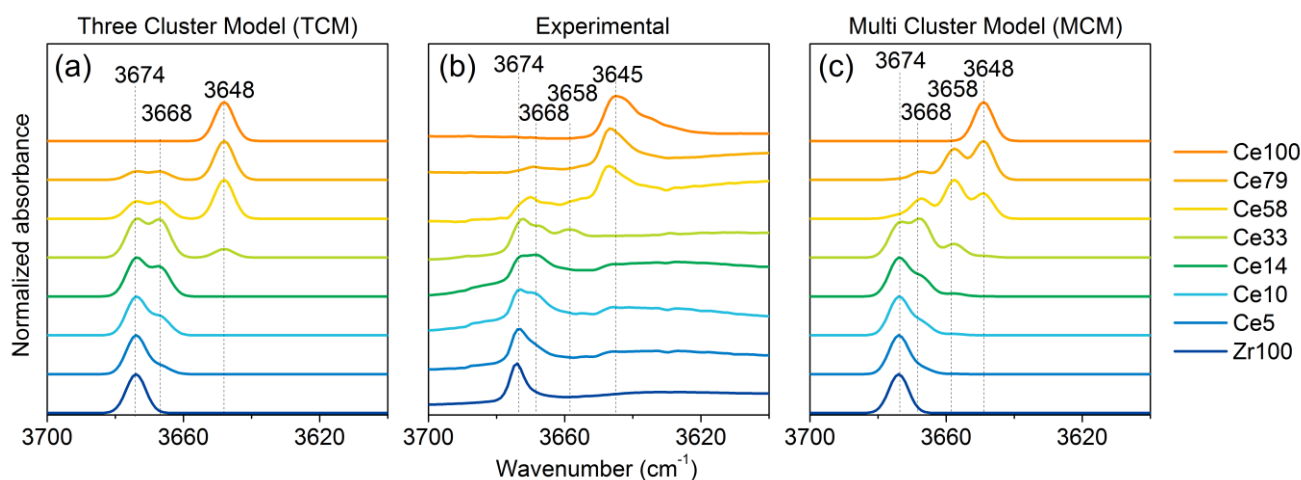 Three Cluster Model (TCM)
Experimental
Multi Cluster Model (MCM)
Normalized absorbance
(a)
3674
3668
3648
(b)
3674
3668
3658
3645
(c)
3674
3668
3658
3648
Ce100
Ce79
Ce58
Ce33
Ce14
Ce10
Ce5
Zr100
3700
3660
3620
3700
3660
3620
3700
3660
3620
Wavenumber (cm⁻¹)